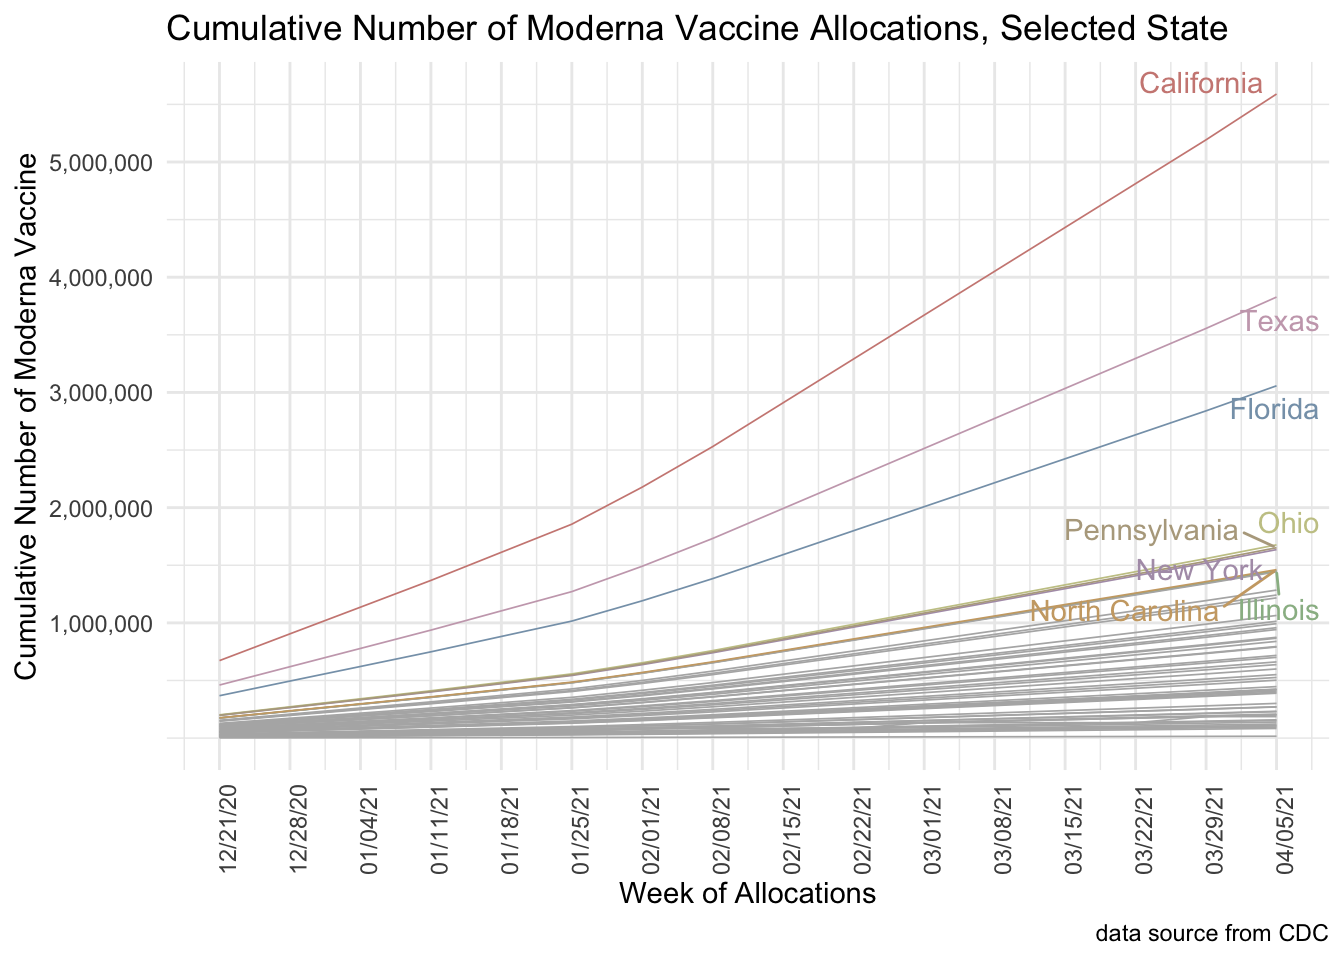 Cumulative Number of Moderna Vaccine Allocations, Selected State
Cumulative Number of Moderna Vaccine
5,000,000
4,000,000
3,000,000
2,000,000
1,000,000
California
Texas
Florida
Ohio
Pennsylvania
New York
North Carolina
Illinois
12/21/20
12/28/20
01/04/21
01/11/21
01/18/21
01/25/21
02/01/21
02/08/21
02/15/21
02/22/21
03/01/21
03/08/21
03/15/21
03/22/21
03/29/21
04/05/21
Week of Allocations
data source from CDC